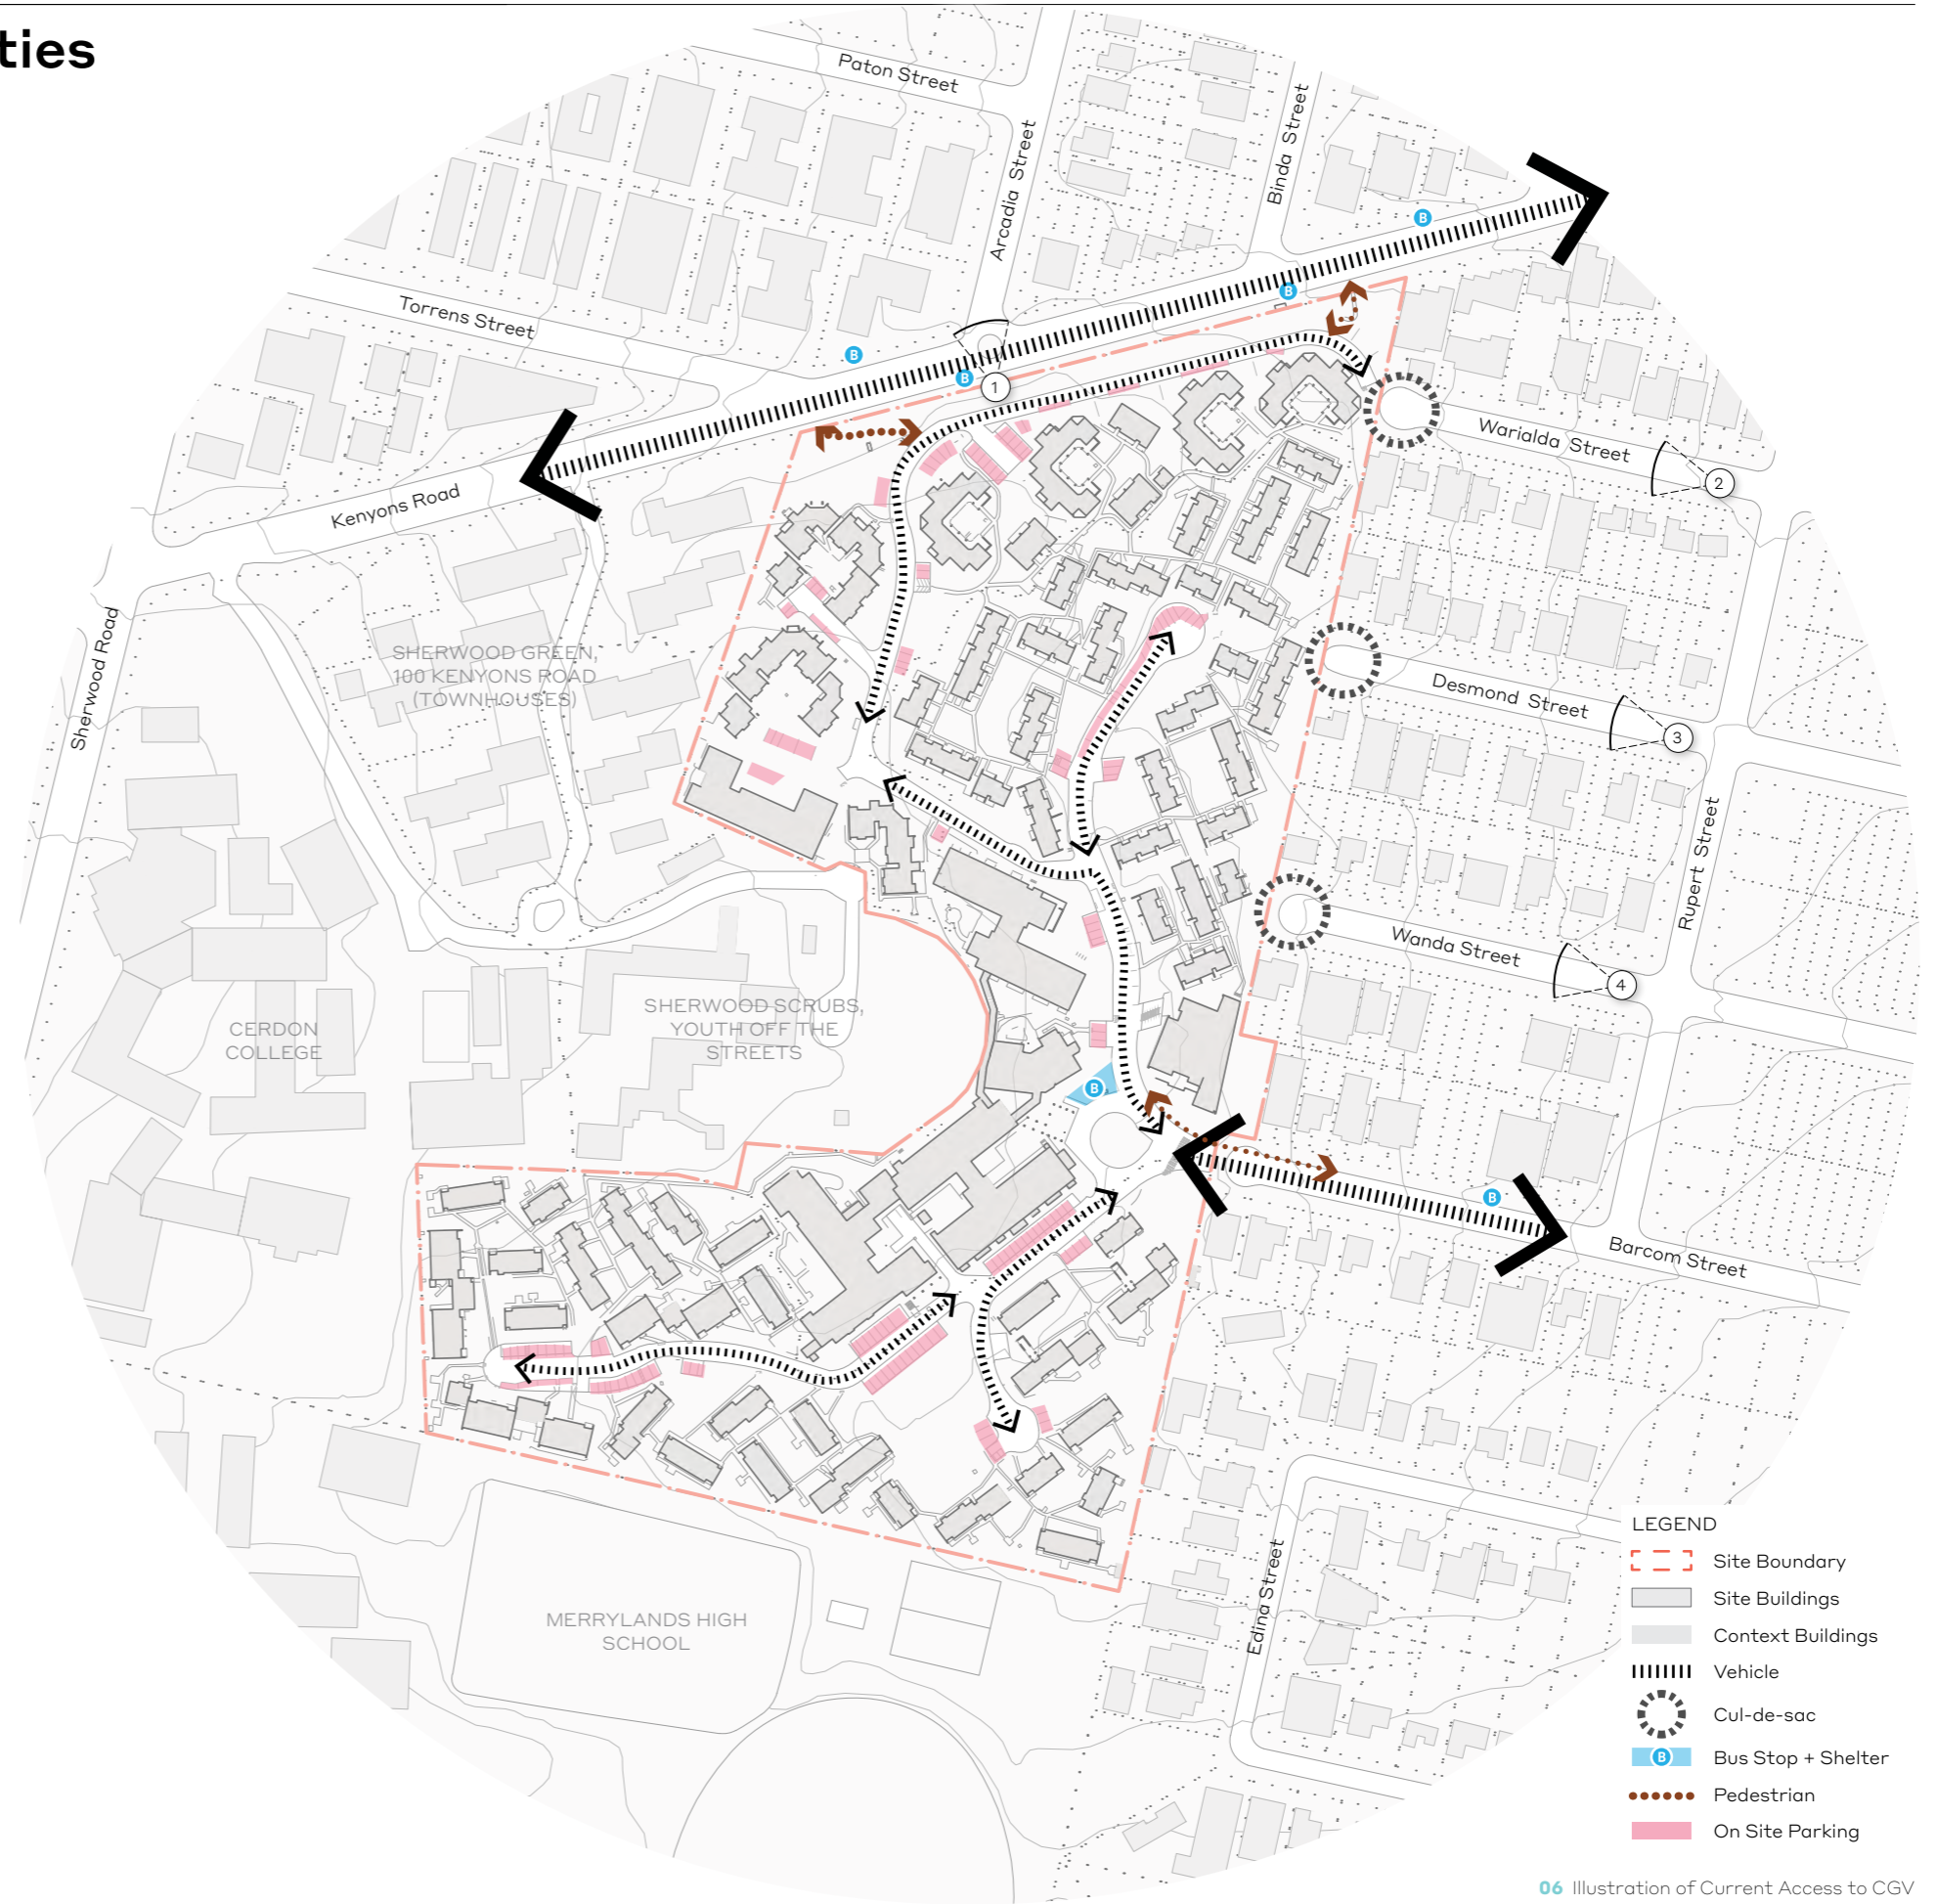 ties
Paton Street
Arcadia Street
Binda Street
Torrens Street
Kenyons Road
Sherwood Road
B
B
B
B
1
Warialda Street
2
SHERWOOD GREEN,
100 KENYONS ROAD
(TOWNHOUSES)
Desmond Street
3
Rupert Street
Wanda Street
4
CERDON
COLLEGE
SHERWOOD SCRUBS,
YOUTH OFF THE
STREETS
B
B
Barcom Street
Edina Street
MERRYLANDS HIGH
SCHOOL
LEGEND
Site Boundary
Site Buildings
Context Buildings
Vehicle
Cul-de-sac
B Bus Stop + Shelter
Pedestrian
On Site Parking
06 Illustration of Current Access to CGV